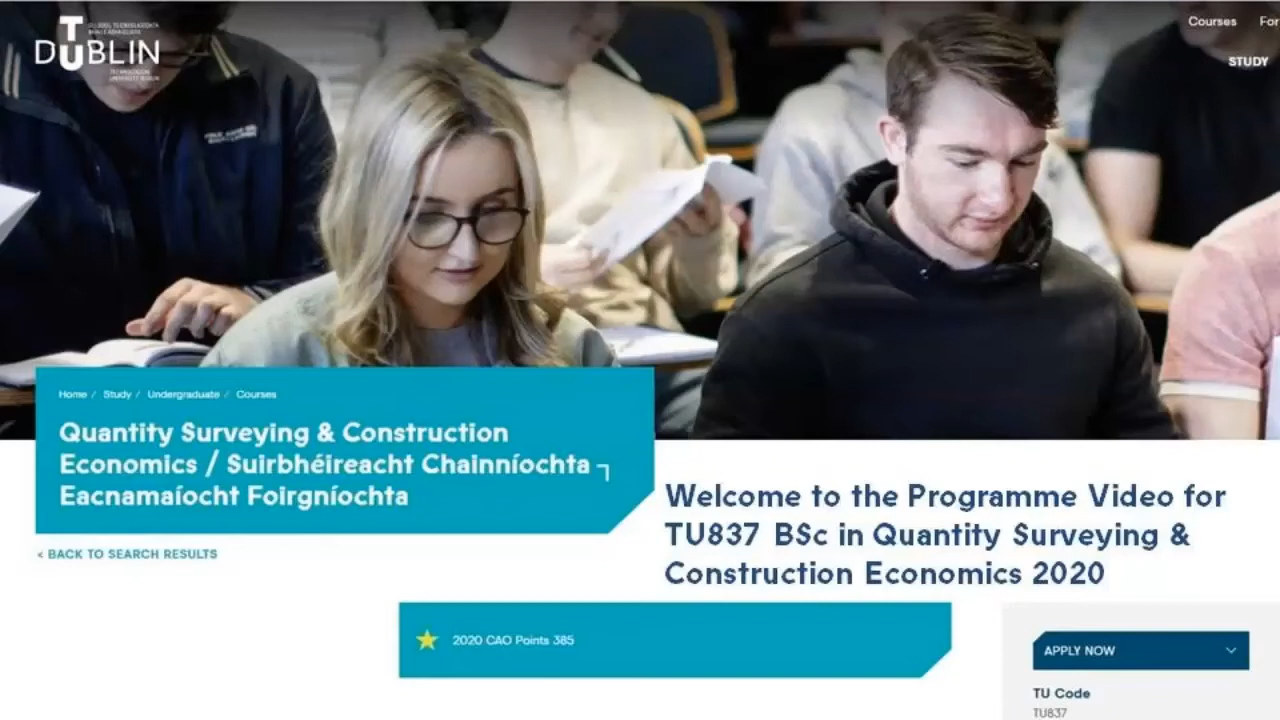 TU
DUBLIN
Courses
For
STUDY
Home / Study / Undergraduate / Courses
Quantity Surveying & Construction
Economics / Suirbhéireacht Chainníochta ⁊
Eacnamaíocht Foirgníochta
Welcome to the Programme Video for
TU837 BSc in Quantity Surveying &
Construction Economics 2020
< BACK TO SEARCH RESULTS
2020 CAO Points 385
APPLY NOW
TU Code
TU837